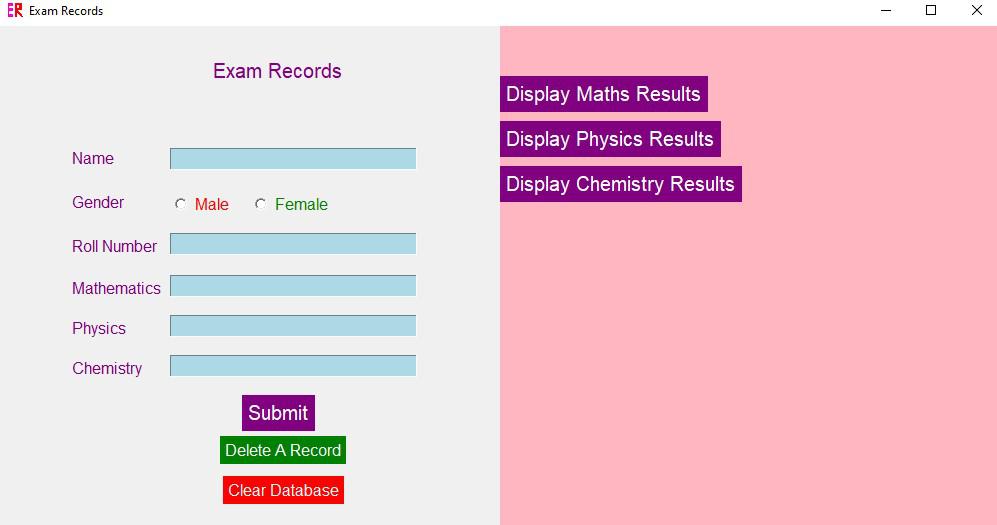 ER Exam Records
Exam Records
Name
Gender Male Female
Roll Number
Mathematics
Physics
Chemistry
Submit
Delete A Record
Clear Database
Display Maths Results
Display Physics Results
Display Chemistry Results